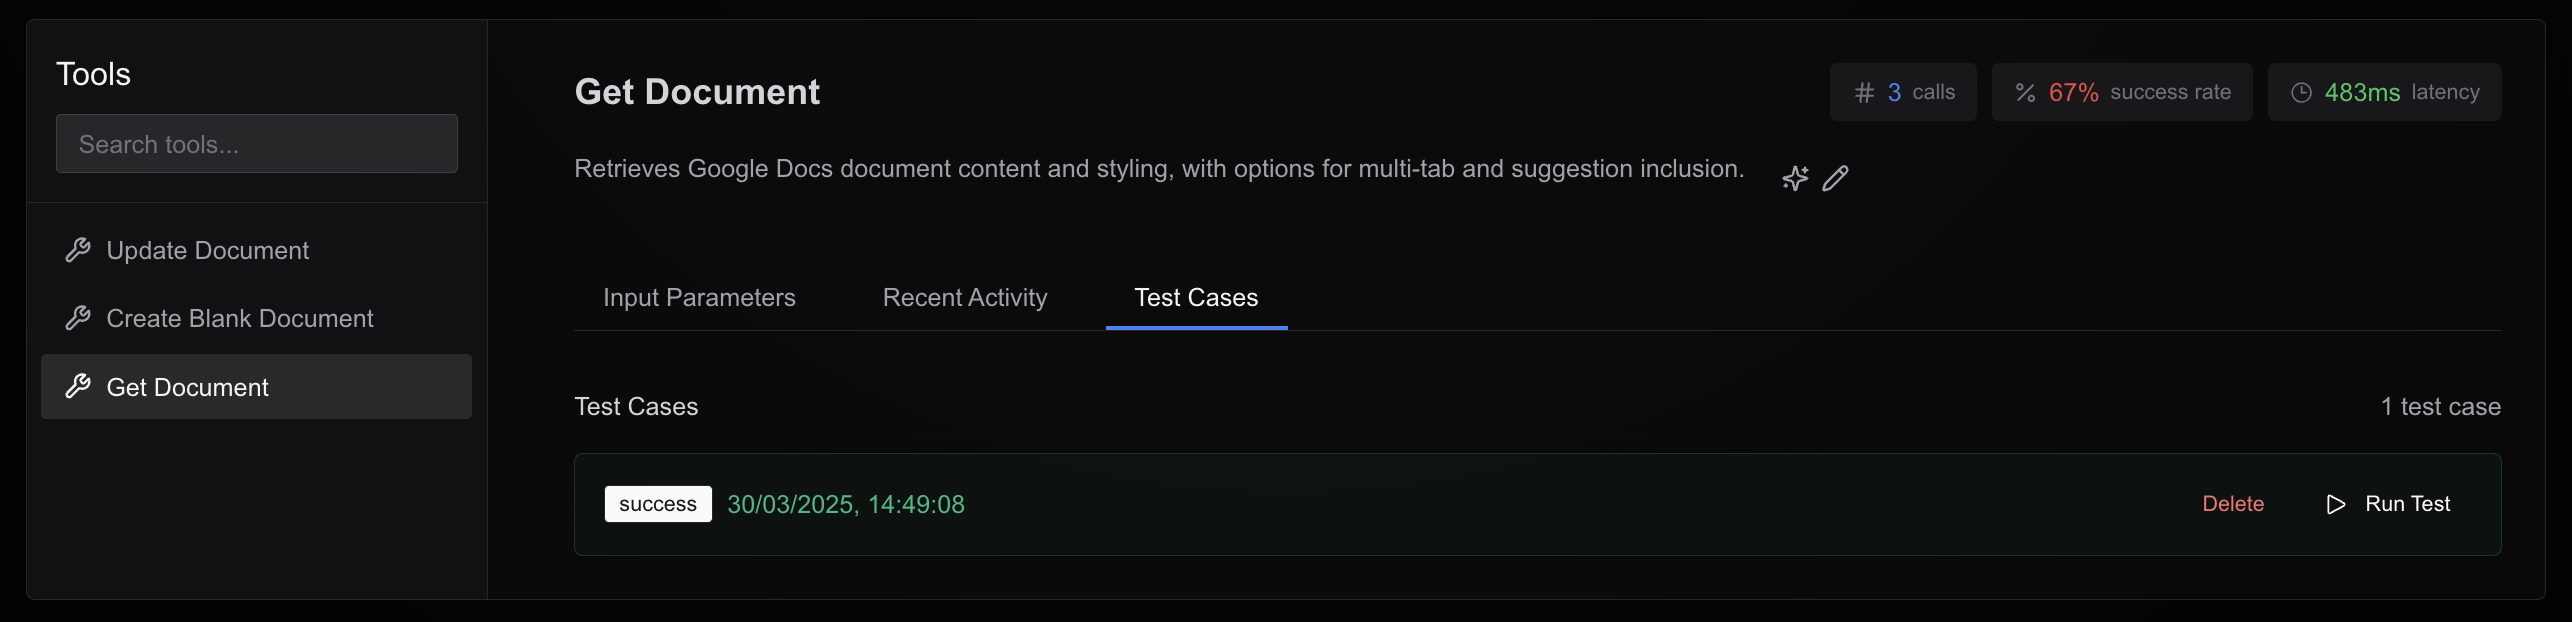 Tools
Search tools...
Update Document
Create Blank Document
Get Document
Get Document
3 calls
67% success rate
483ms latency
Retrieves Google Docs document content and styling, with options for multi-tab and suggestion inclusion.
Input Parameters
Recent Activity
Test Cases
Test Cases
1 test case
success 30/03/2025, 14:49:08
Delete
Run Test